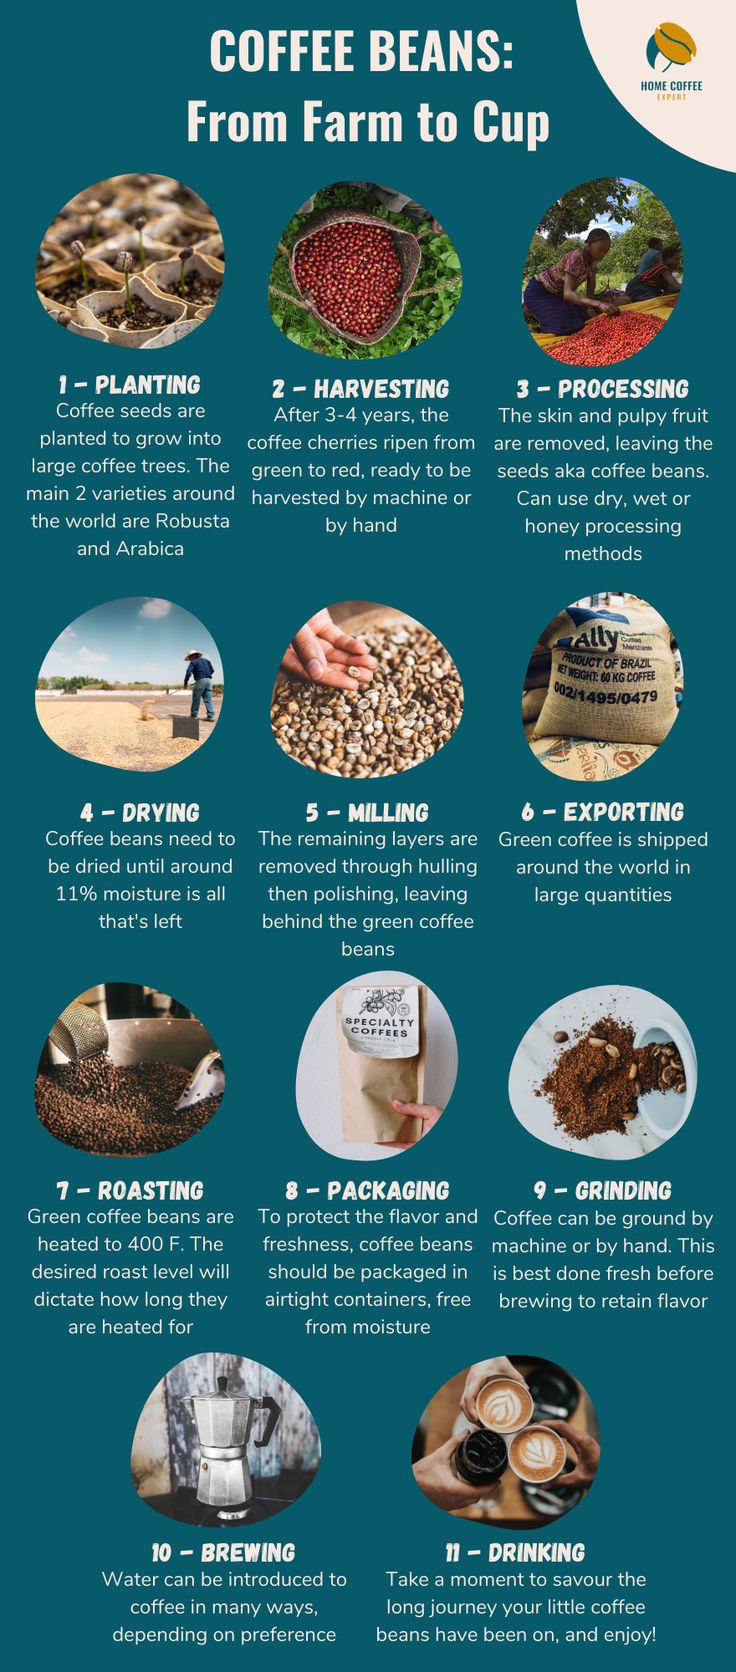 COFFEE BEANS:
From Farm to Cup
HOME COFFEE
EXPERT
1 – PLANTING
Coffee seeds are
planted to grow into
large coffee trees. The
main 2 varieties around
the world are Robusta
and Arabica
2 – HARVESTING
After 3-4 years, the
coffee cherries ripen from
green to red, ready to be
harvested by machine or
by hand
3 – PROCESSING
The skin and pulpy fruit
are removed, leaving the
seeds aka coffee beans.
Can use dry, wet or
honey processing
methods
Ally
Coffee
Merchants
PRODUCT OF BRAZIL
NET WEIGHT: 60 KG COFFEE
002/1495/0479
4 – DRYING
Coffee beans need to
be dried until around
11% moisture is all
that's left
5 – MILLING
The remaining layers are
removed through hulling
then polishing, leaving
behind the green coffee
beans
6 – EXPORTING
Green coffee is shipped
around the world in
large quantities
SPECIALTY
COFFEES
7 – ROASTING
Green coffee beans are
heated to 400 F. The
desired roast level will
dictate how long they
are heated for
8 – PACKAGING
To protect the flavor and
freshness, coffee beans
should be packaged in
airtight containers, free
from moisture
9 – GRINDING
Coffee can be ground by
machine or by hand. This
is best done fresh before
brewing to retain flavor
10 – BREWING
Water can be introduced to
coffee in many ways,
depending on preference
11 – DRINKING
Take a moment to savour the
long journey your little coffee
beans have been on, and enjoy!